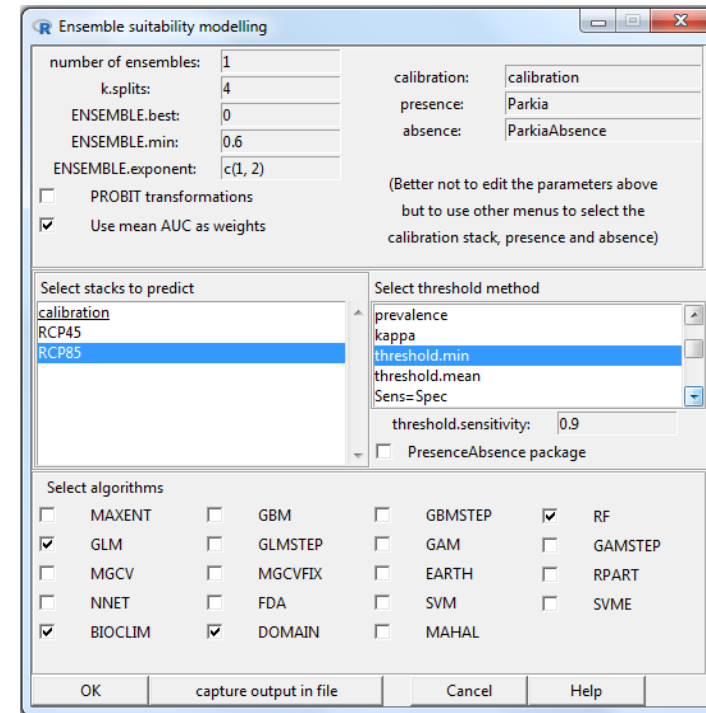 Ensemble suitability modelling
number of ensembles: 1
k.splits: 4
ENSEMBLE.best: 0
ENSEMBLE.min: 0.6
ENSEMBLE.exponent: c(1, 2)
PROBIT transformations
Use mean AUC as weights
calibration: calibration
presence: Parkia
absence: ParkiaAbsence
(Better not to edit the parameters above
but to use other menus to select the
calibration stack, presence and absence)
Select stacks to predict
calibration
RCP45
RCP85
Select threshold method
prevalence
kappa
threshold.min
threshold.mean
Sens=Spec
threshold.sensitivity: 0.9
PresenceAbsence package
Select algorithms
MAXENT GBM GBMSTEP RF
GLM GLMSTEP GAM GAMSTEP
MGCV MGCVFIX EARTH RPART
NNET FDA SVM SVME
BIOCLIM DOMAIN MAHAL
OK capture output in file Cancel Help